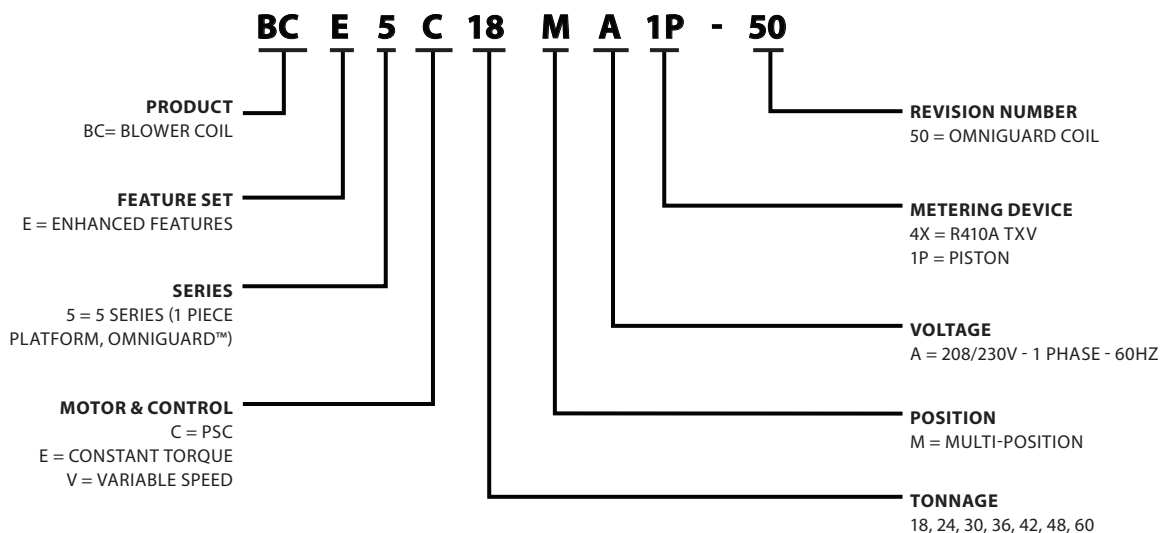 BC E 5 C 18 M A 1P - 50
PRODUCT
BC= BLOWER COIL
FEATURE SET
E = ENHANCED FEATURES
SERIES
5 = 5 SERIES (1 PIECE
PLATFORM, OMNIGUARD™)
MOTOR & CONTROL
C = PSC
E = CONSTANT TORQUE
V = VARIABLE SPEED
REVISION NUMBER
50 = OMNIGUARD COIL
METERING DEVICE
4X = R410A TXV
1P = PISTON
VOLTAGE
A = 208/230V - 1 PHASE - 60HZ
POSITION
M = MULTI-POSITION
TONNAGE
18, 24, 30, 36, 42, 48, 60